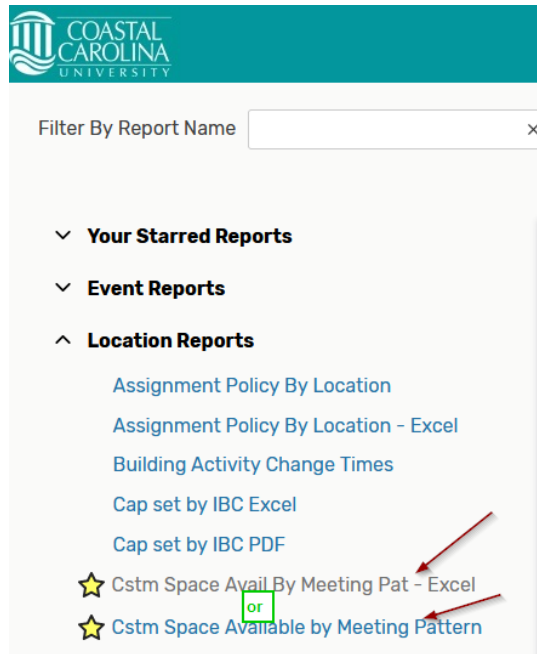 COASTAL
CAROLINA
UNIVERSITY
Filter By Report Name ×
Your Starred Reports
Event Reports
Location Reports
Assignment Policy By Location
Assignment Policy By Location - Excel
Building Activity Change Times
Cap set by IBC Excel
Cap set by IBC PDF
Cstm Space Avail By Meeting Pat - Excel
or
Cstm Space Available by Meeting Pattern